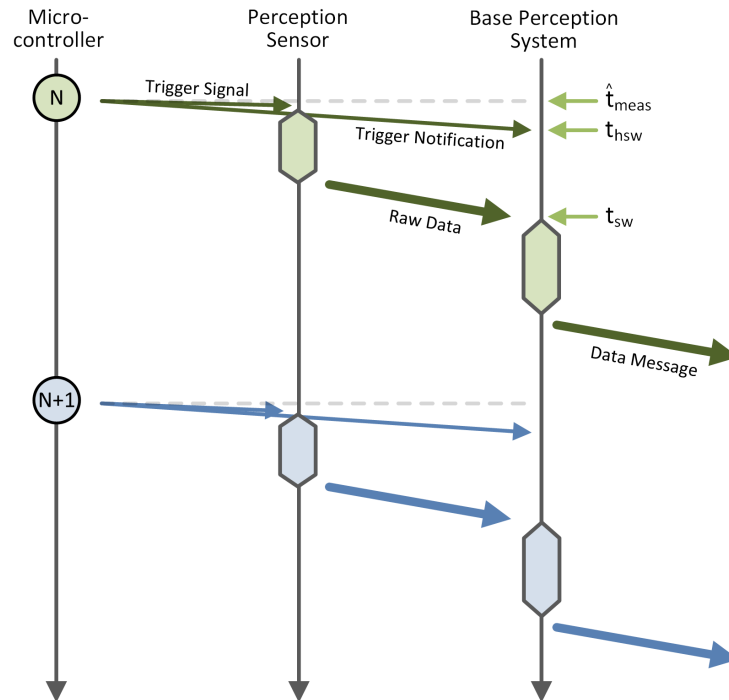 Micro-
controller
Perception
Sensor
Base Perception
System
N
Trigger Signal
t̂meas
Trigger Notification
thsw
Raw Data
tsw
Data Message
N+1